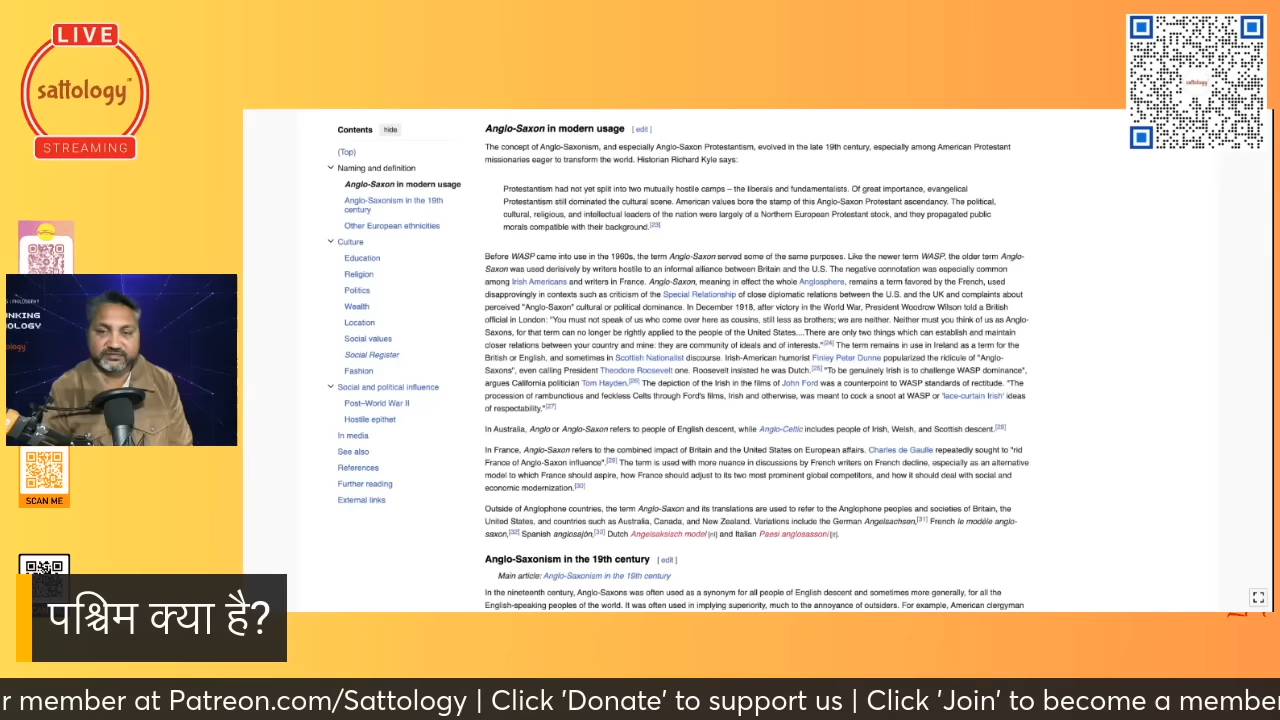 LIVE
sattology™
STREAMING
sattology
Contents hide
(Top)
Naming and definition
Anglo-Saxon in modern usage
Anglo-Saxonism in the 19th
century
Other European ethnicities
Culture
Education
Religion
Politics
Wealth
Location
Social values
Social Register
Fashion
Social and political influence
Post–World War II
Hostile epithet
In media
See also
References
Further reading
External links
Anglo-Saxon in modern usage [ edit ]
The concept of Anglo-Saxonism, and especially Anglo-Saxon Protestantism, evolved in the late 19th century, especially among American Protestant
missionaries eager to transform the world. Historian Richard Kyle says:
Protestantism had not yet split into two mutually hostile camps – the liberals and fundamentalists. Of great importance, evangelical
Protestantism still dominated the cultural scene. American values bore the stamp of this Anglo-Saxon Protestant ascendancy. The political,
cultural, religious, and intellectual leaders of the nation were largely of a Northern European Protestant stock, and they propagated public
morals compatible with their background.[23]
Before WASP came into use in the 1960s, the term Anglo-Saxon served some of the same purposes. Like the newer term WASP, the older term Anglo-
Saxon was used derisively by writers hostile to an informal alliance between Britain and the U.S. The negative connotation was especially common
among Irish Americans and writers in France. Anglo-Saxon, meaning in effect the whole Anglosphere, remains a term favored by the French, used
disapprovingly in contexts such as criticism of the Special Relationship of close diplomatic relations between the U.S. and the UK and complaints about
perceived "Anglo-Saxon" cultural or political dominance. In December 1918, after victory in the World War, President Woodrow Wilson told a British
official in London: "You must not speak of us who come over here as cousins, still less as brothers; we are neither. Neither must you think of us as Anglo-
Saxons, for that term can no longer be rightly applied to the people of the United States....There are only two things which can establish and maintain
closer relations between your country and mine: they are community of ideals and of interests."[24] The term remains in use in Ireland as a term for the
British or English, and sometimes in Scottish Nationalist discourse. Irish-American humorist Finley Peter Dunne popularized the ridicule of "Anglo-
Saxons", even calling President Theodore Roosevelt one. Roosevelt insisted he was Dutch.[25] "To be genuinely Irish is to challenge WASP dominance",
argues California politician Tom Hayden.[26] The depiction of the Irish in the films of John Ford was a counterpoint to WASP standards of rectitude. "The
procession of rambunctious and feckless Celts through Ford's films, Irish and otherwise, was meant to cock a snoot at WASP or 'lace-curtain Irish' ideas
of respectability."[27]
In Australia, Anglo or Anglo-Saxon refers to people of English descent, while Anglo-Celtic includes people of Irish, Welsh, and Scottish descent.[28]
In France, Anglo-Saxon refers to the combined impact of Britain and the United States on European affairs. Charles de Gaulle repeatedly sought to "rid
France of Anglo-Saxon influence".[29] The term is used with more nuance in discussions by French writers on French decline, especially as an alternative
model to which France should aspire, how France should adjust to its two most prominent global competitors, and how it should deal with social and
economic modernization.[30]
Outside of Anglophone countries, the term Anglo-Saxon and its translations are used to refer to the Anglophone peoples and societies of Britain, the
United States, and countries such as Australia, Canada, and New Zealand. Variations include the German Angelsachsen,[31] French le modèle anglo-
saxon,[32] Spanish anglosajón,[33] Dutch Angelsaksisch model [nl] and Italian Paesi anglosassoni [it].
Anglo-Saxonism in the 19th century [ edit ]
Main article: Anglo-Saxonism in the 19th century
In the nineteenth century, Anglo-Saxons was often used as a synonym for all people of English descent and sometimes more generally, for all the
English-speaking peoples of the world. It was often used in implying superiority, much to the annoyance of outsiders. For example, American clergyman
NKING
OLOGY
ology
SCAN ME
पश्चिम क्या है?
r member at Patreon.com/Sattology | Click 'Donate' to support us | Click 'Join' to become a membe